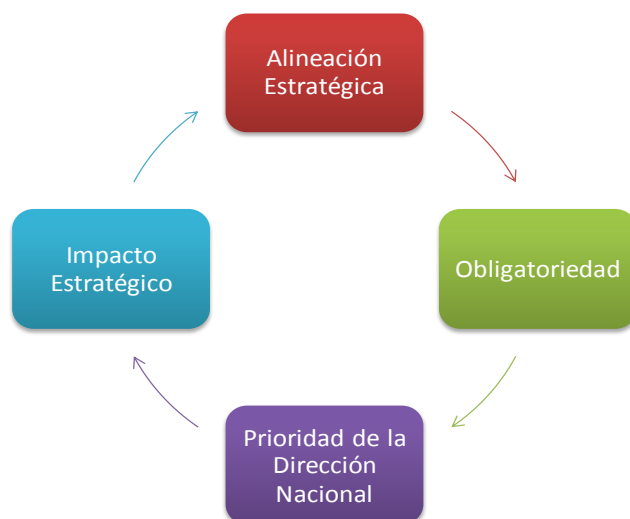 Alineación
Estratégica
Obligatoriedad
Prioridad de la
Dirección
Nacional
Impacto
Estratégico